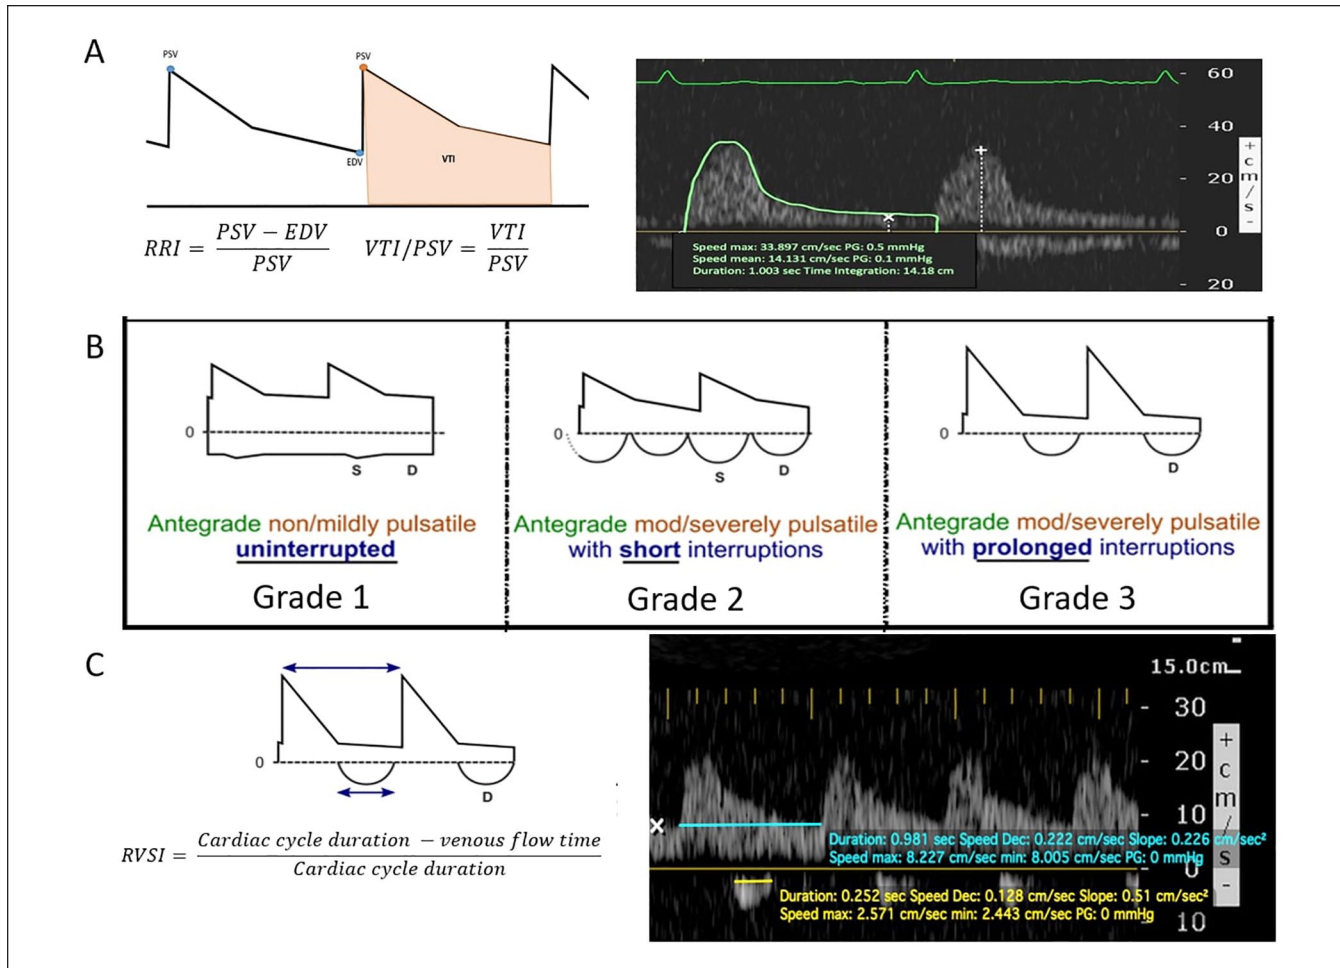 A
PSV
PSV
EDV
VTI
RRI = PSV − EDV / PSV
VTI/PSV = VTI / PSV
60
40
20
0
20
+
c
m
/
s
-
Speed max: 33.897 cm/sec PG: 0.5 mmHg
Speed mean: 14.131 cm/sec PG: 0.1 mmHg
Duration: 1.003 sec Time Integration: 14.18 cm
B
0
S D
Antegrade non/mildly pulsatile
uninterrupted
Grade 1
0
S D
Antegrade mod/severely pulsatile
with short interruptions
Grade 2
0
D
Antegrade mod/severely pulsatile
with prolonged interruptions
Grade 3
C
0
D
RVSI = Cardiac cycle duration − venous flow time / Cardiac cycle duration
15.0cm
30
20
10
0
10
+
c
m
/
s
-
Duration: 0.981 sec Speed Dec: 0.222 cm/sec Slope: 0.226 cm/sec²
Speed max: 8.227 cm/sec min: 8.005 cm/sec PG: 0 mmHg
Duration: 0.252 sec Speed Dec: 0.128 cm/sec Slope: 0.51 cm/sec²
Speed max: 2.571 cm/sec min: 2.443 cm/sec PG: 0 mmHg